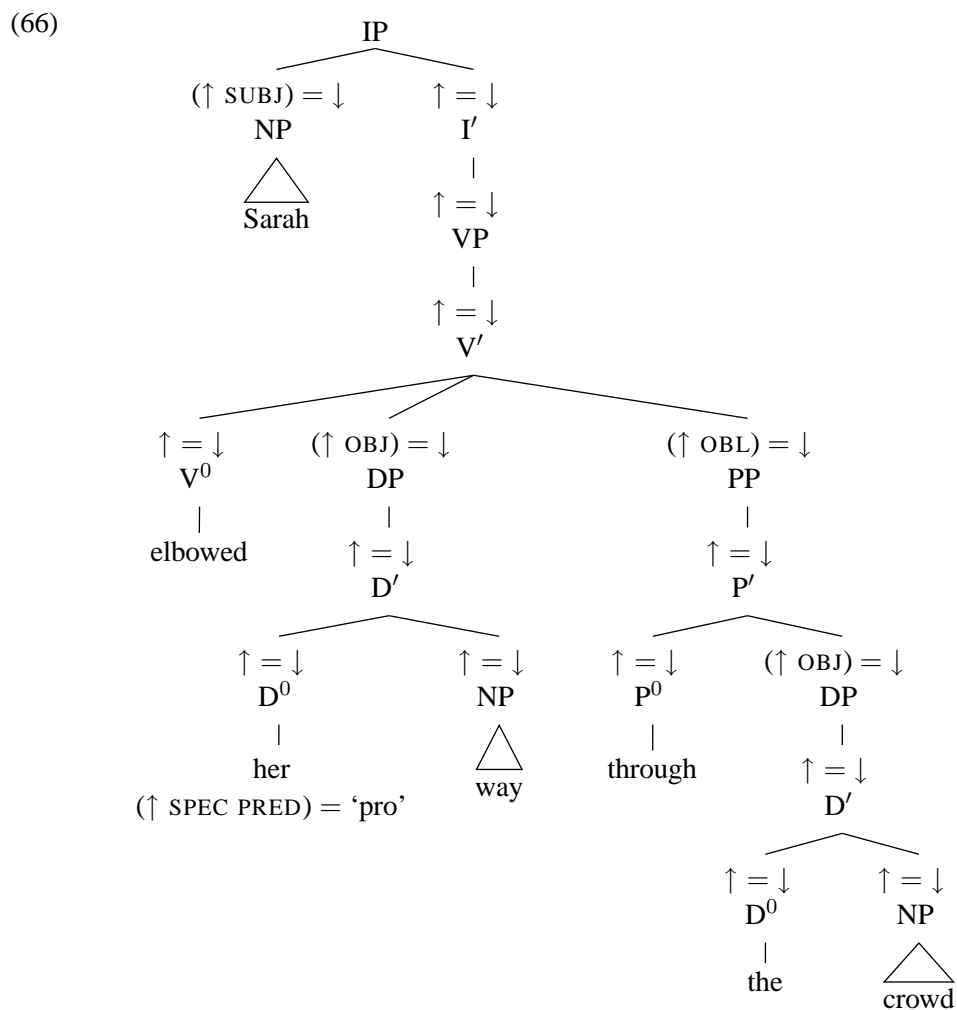 (66)
IP
(↑ SUBJ) = ↓ ↑ = ↓
NP I′
Sarah ↑ = ↓
VP
↑ = ↓
V′
↑ = ↓ (↑ OBJ) = ↓ (↑ OBL) = ↓
V⁰ DP PP
elbowed ↑ = ↓ ↑ = ↓
D′ P′
↑ = ↓ ↑ = ↓ ↑ = ↓ (↑ OBJ) = ↓
D⁰ NP P⁰ DP
her way through ↑ = ↓
(↑ SPEC PRED) = ‘pro’ D′
↑ = ↓ ↑ = ↓
D⁰ NP
the crowd